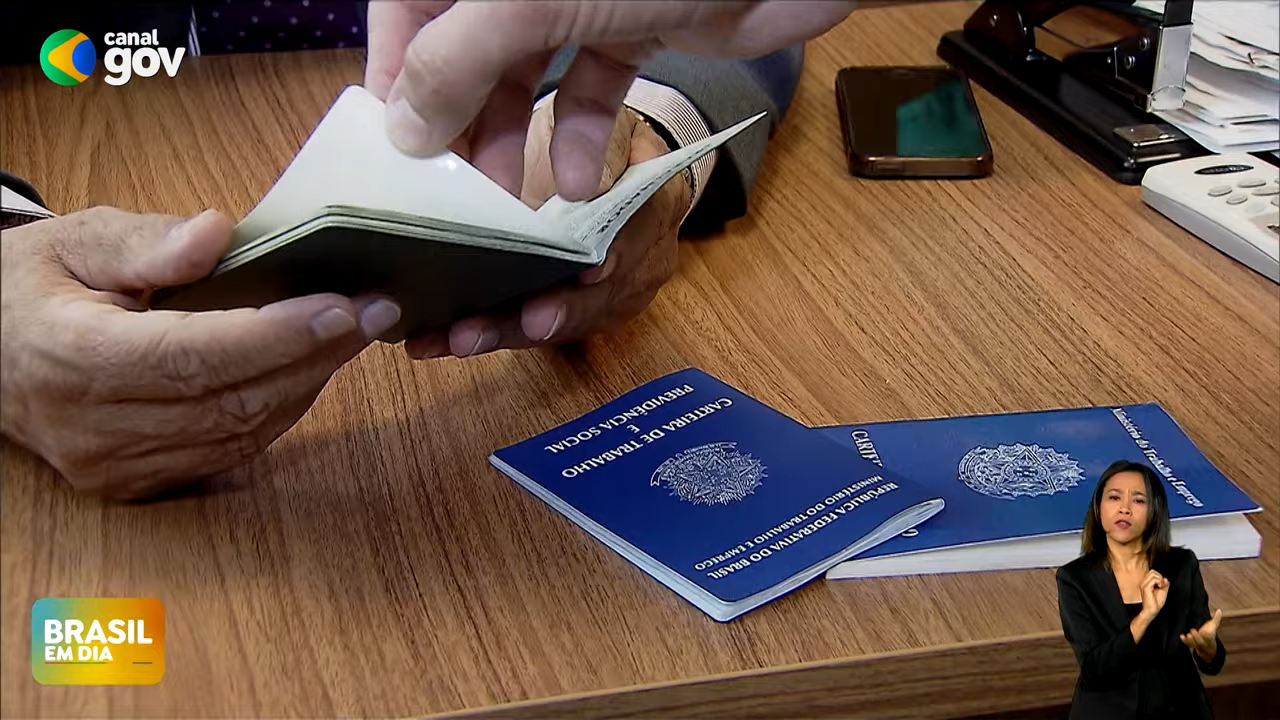 canal
gov
CARTEIRA DE TRABALHO
E
PREVIDÊNCIA SOCIAL
REPÚBLICA FEDERATIVA DO BRASIL
MINISTÉRIO DO TRABALHO E EMPREGO
Ministério do Trabalho e Emprego
BRASIL
EM DIA